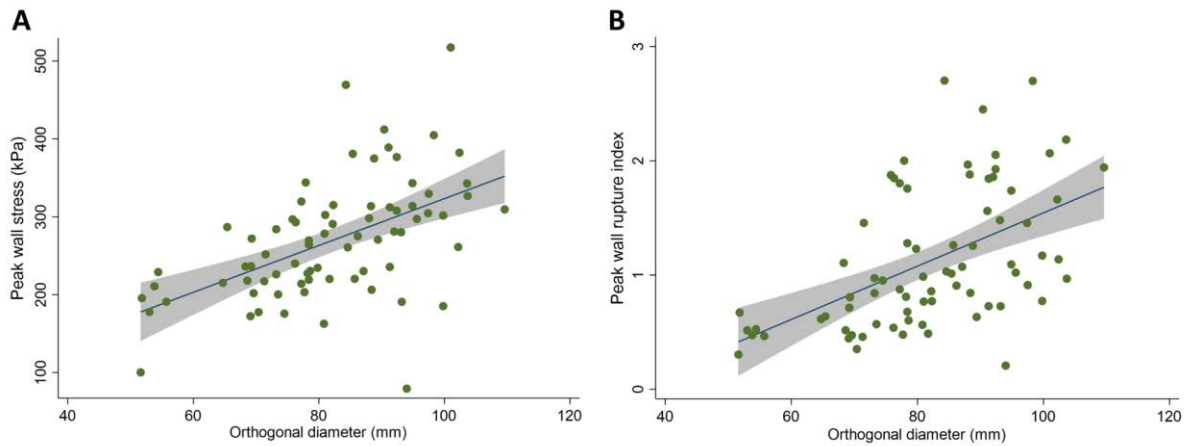 A
Peak wall stress (kPa)
500
400
300
200
100
40 60 80 100 120
Orthogonal diameter (mm)
B
Peak wall rupture index
3
2
1
0
40 60 80 100 120
Orthogonal diameter (mm)